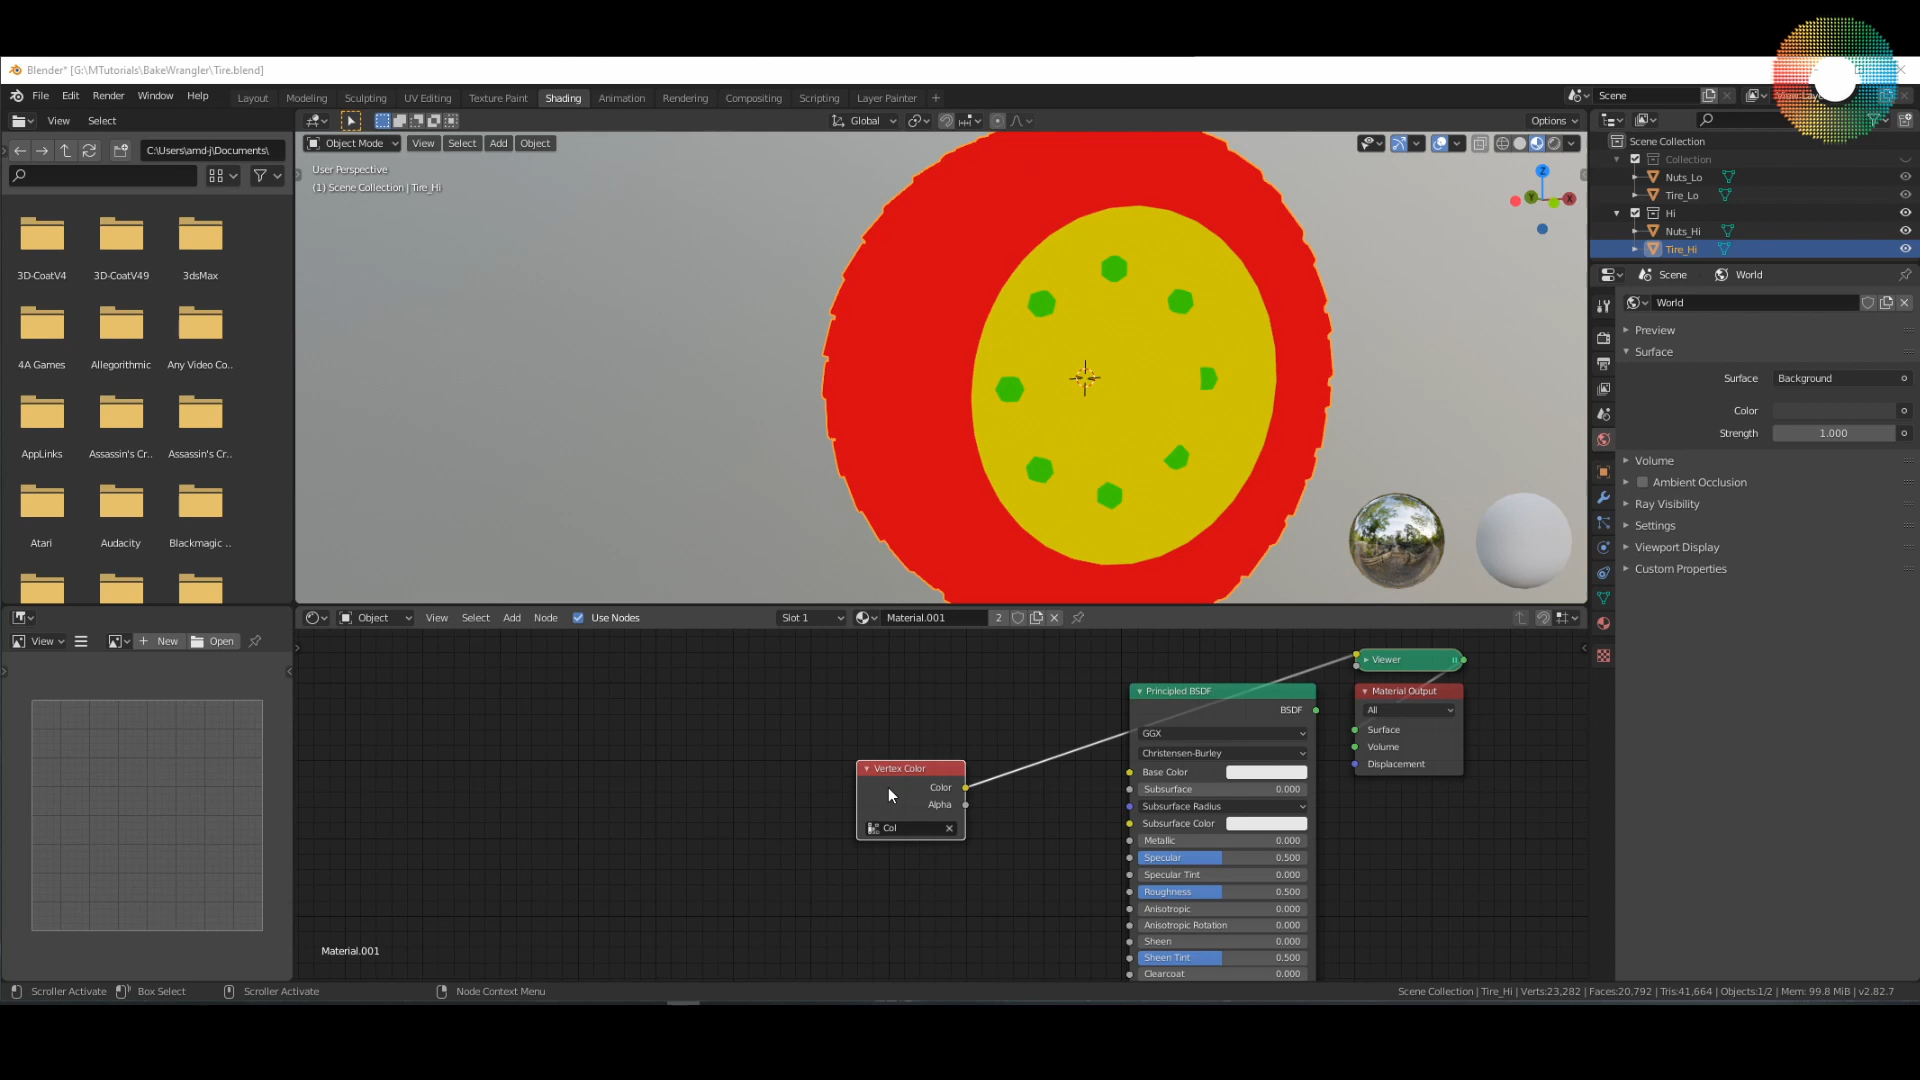 Blender* [G:\MTutorials\BakeWrangler\Tire.blend]
File Edit Render Window Help
Layout Modeling Sculpting UV Editing Texture Paint Shading Animation Rendering Compositing Scripting Layer Painter +
Scene
View Select
Global
Options
C:\Users\amd-j\Documents\
Object Mode View Select Add Object
User Perspective
(1) Scene Collection | Tire_Hi
Z
Y
X
3D-CoatV4 3D-CoatV49 3dsMax
4A Games Allegorithmic Any Video Co..
AppLinks Assassin's Cr.. Assassin's Cr..
Atari Audacity Blackmagic ..
Scene Collection
Collection
Nuts_Lo
Tire_Lo
Hi
Nuts_Hi
Tire_Hi
Scene World
World
Preview
Surface
Surface Background
Color
Strength 1.000
Volume
Ambient Occlusion
Ray Visibility
Settings
Viewport Display
Custom Properties
View New Open
Object View Select Add Node Use Nodes Slot 1 Material.001 2
Viewer
Material Output
All
Surface
Volume
Displacement
Principled BSDF
BSDF
GGX
Christensen-Burley
Base Color
Subsurface 0.000
Subsurface Radius
Subsurface Color
Metallic 0.000
Specular 0.500
Specular Tint 0.000
Roughness 0.500
Anisotropic 0.000
Anisotropic Rotation 0.000
Sheen 0.000
Sheen Tint 0.500
Clearcoat 0.000
Vertex Color
Color
Alpha
Col
Material.001
Scroller Activate Box Select Scroller Activate Node Context Menu
Scene Collection | Tire_Hi | Verts:23,282 | Faces:20,792 | Tris:41,664 | Objects:1/2 | Mem: 99.8 MiB | v2.82.7